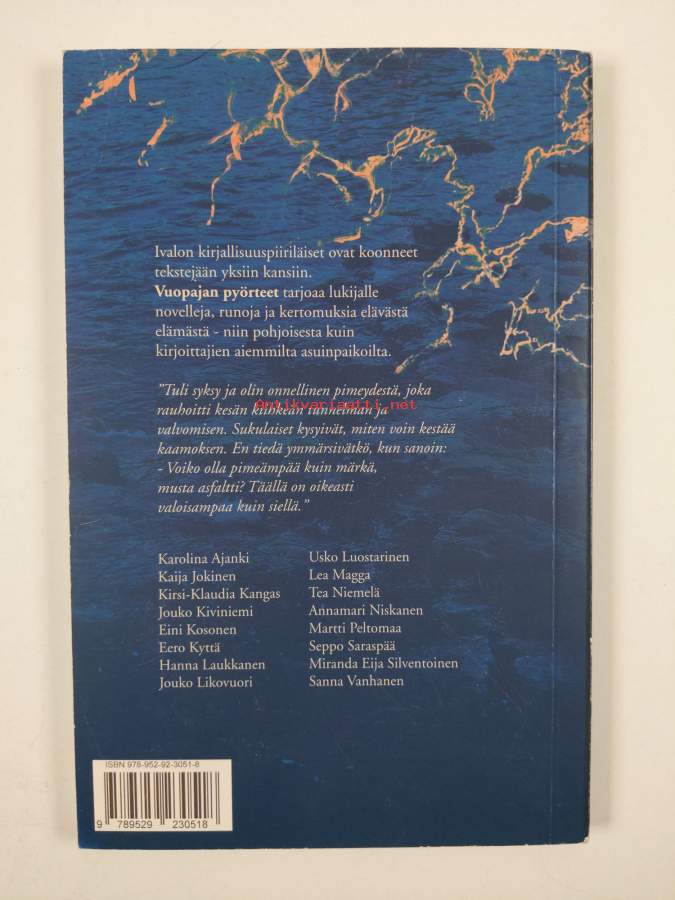 Ivalon kirjallisuuspiiriläiset ovat koonneet
tekstejään yksiin kansiin.
Vuopajan pyörteet tarjoaa lukijalle
novelleja, runoja ja kertomuksia elävästä
elämästä - niin pohjoisesta kuin
kirjoittajien aiemmilta asuinpaikoilta.
"Tuli syksy ja olin onnellinen pimeydestä, joka
rauhoitti kesän kiihkeän tunnelman ja
Antikvariaatti.net
valvomisen. Sukulaiset kysyivät, miten voin kestää
kaamoksen. En tiedä ymmärsivätkö, kun sanoin:
- Voiko olla pimeämpää kuin märkä,
musta asfaltti? Täällä on oikeasti
valoisampaa kuin siellä."
Karolina Ajanki
Kaija Jokinen
Kirsi-Klaudia Kangas
Jouko Kiviniemi
Eini Kosonen
Eero Kyttä
Hanna Laukkanen
Jouko Likovuori
Usko Luostarinen
Lea Magga
Tea Niemelä
Annamari Niskanen
Martti Peltomaa
Seppo Saraspää
Miranda Eija Silventoinen
Sanna Vanhanen
ISBN 978-952-92-3051-8
9 789529 230518